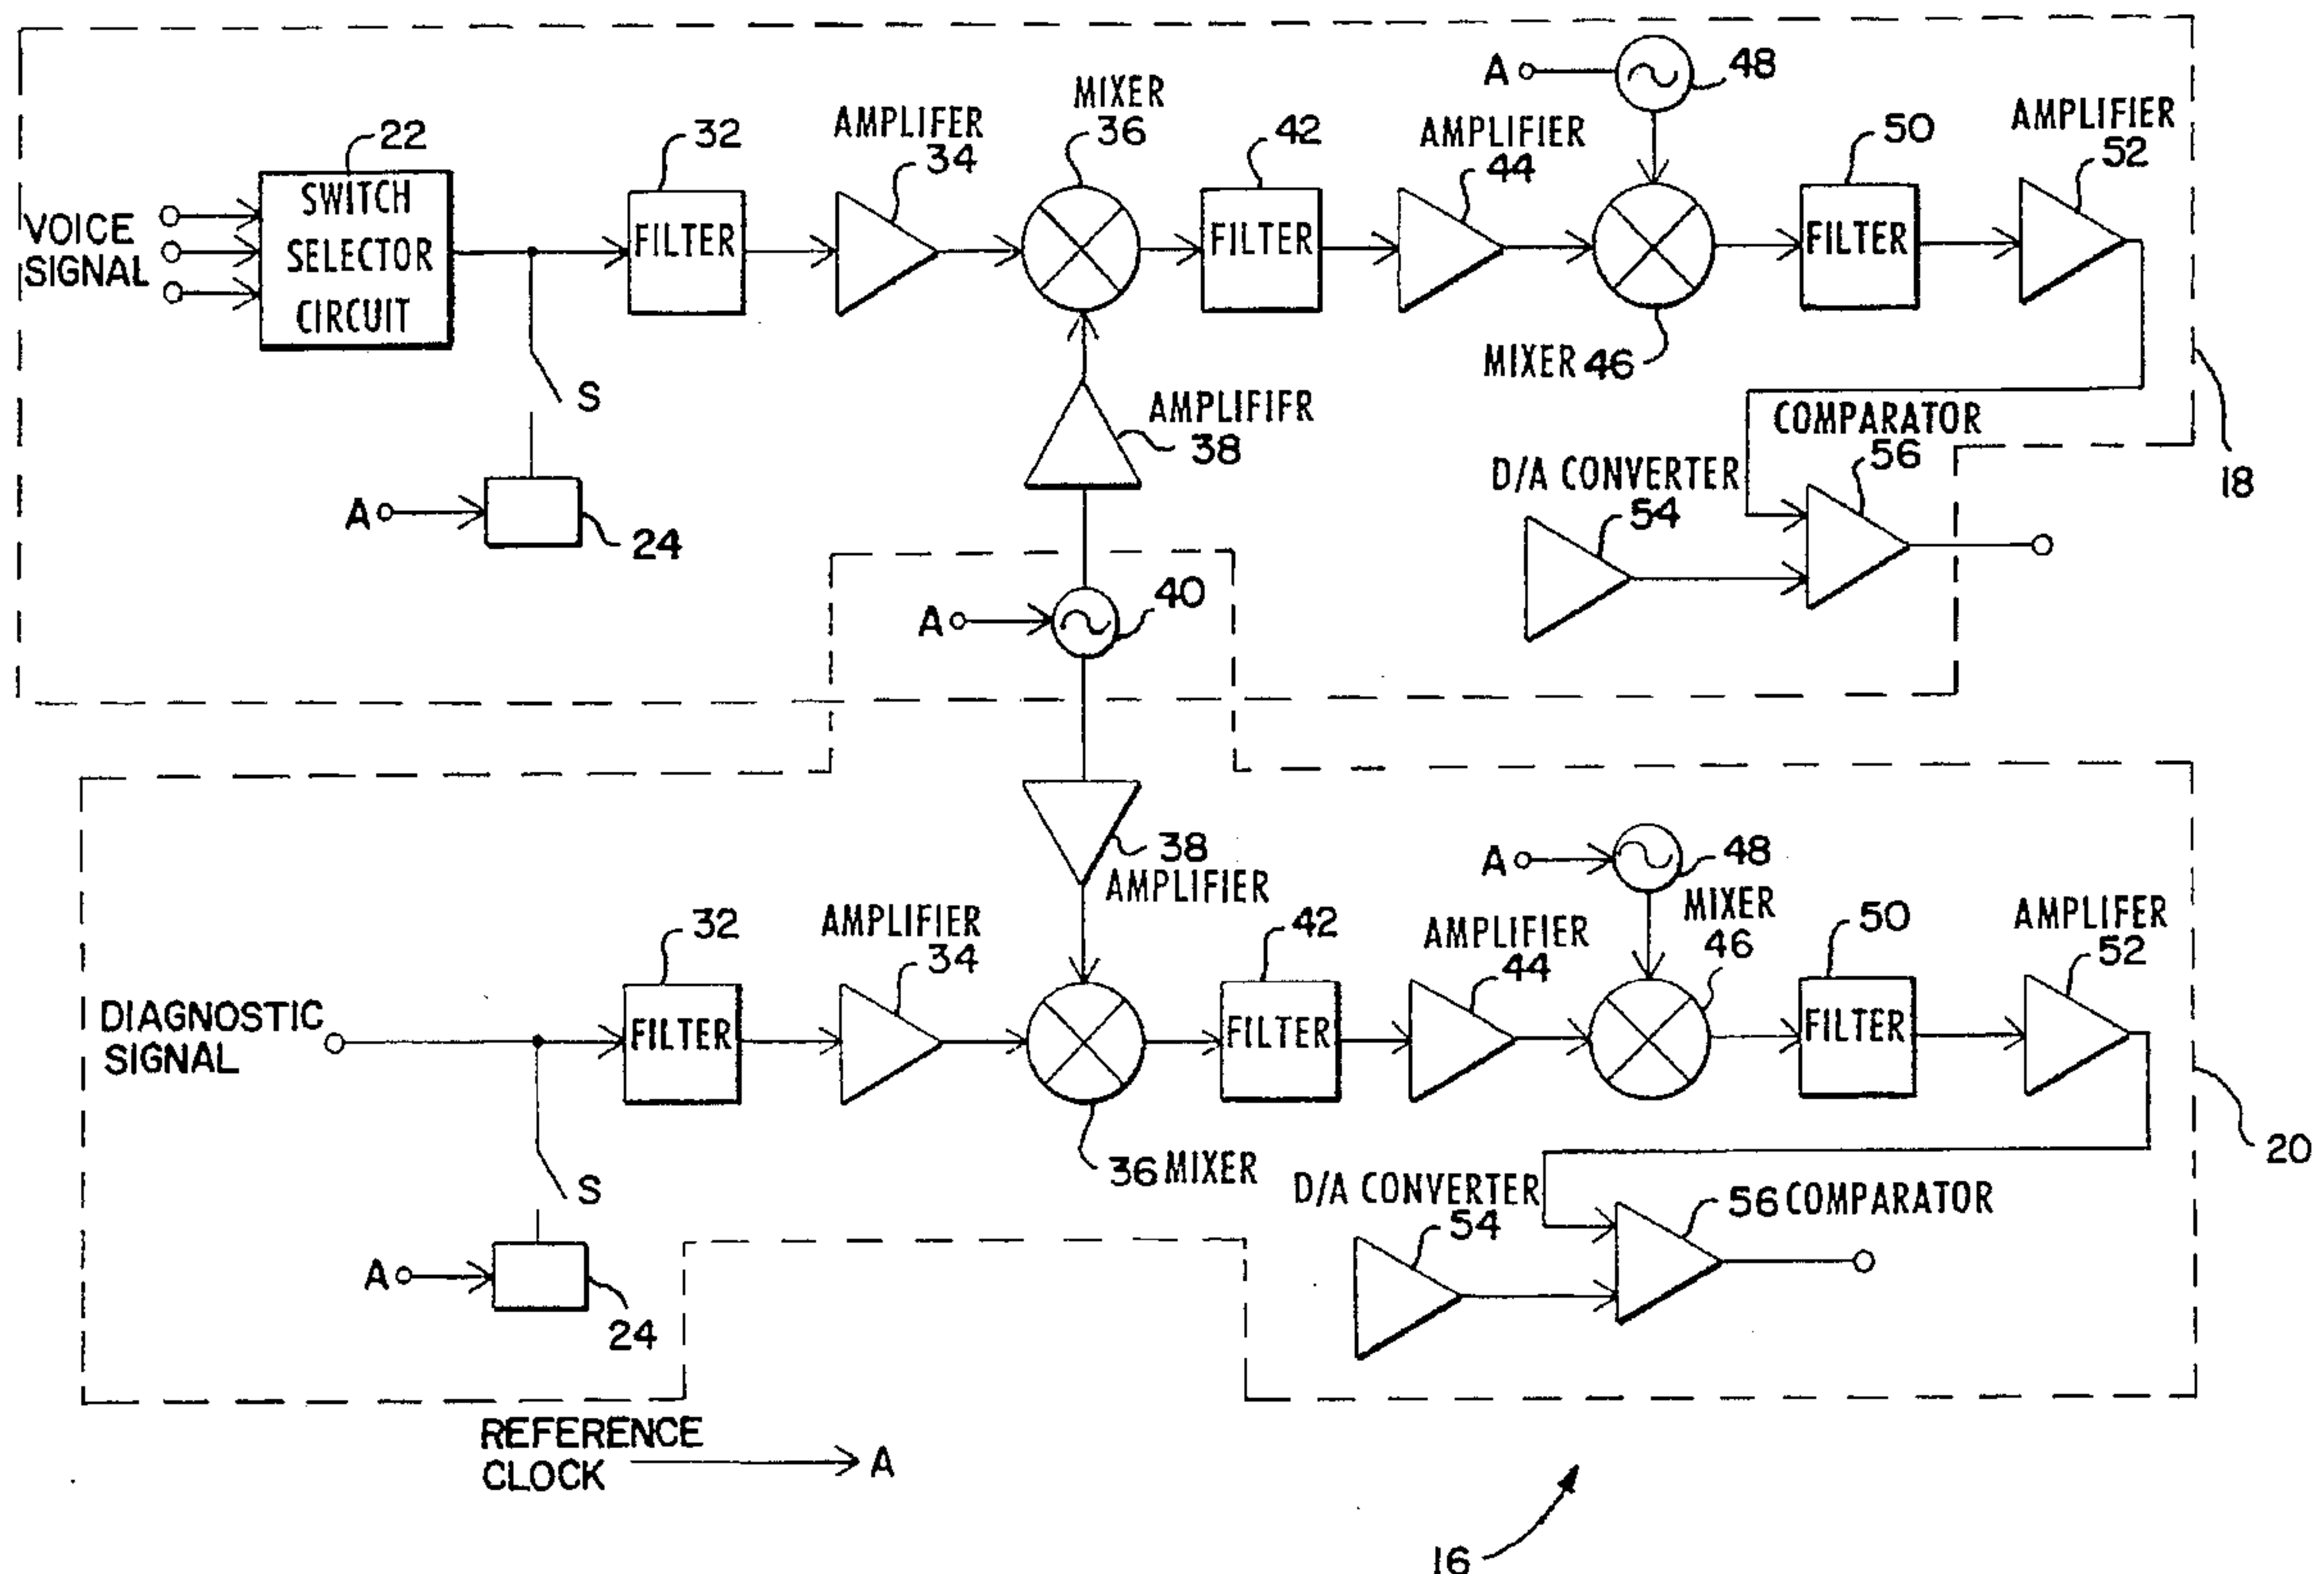 VOICE
SIGNAL
22
SWITCH
SELECTOR
CIRCUIT
S
A
24
32
FILTER
AMPLIFER
34
MIXER
36
AMPLIFIFR
38
A
40
42
FILTER
AMPLIFIER
44
A
48
MIXER 46
50
FILTER
AMPLIFIER
52
D/A CONVERTER
54
COMPARATOR
56
18
DIAGNOSTIC
SIGNAL
S
A
24
32
FILTER
AMPLIFIER
34
38
AMPLIFIER
36 MIXER
42
FILTER
AMPLIFIER
44
A
48
MIXER
46
50
FILTER
AMPLIFER
52
D/A CONVERTER
54
56 COMPARATOR
20
REFERENCE
CLOCK
A
16